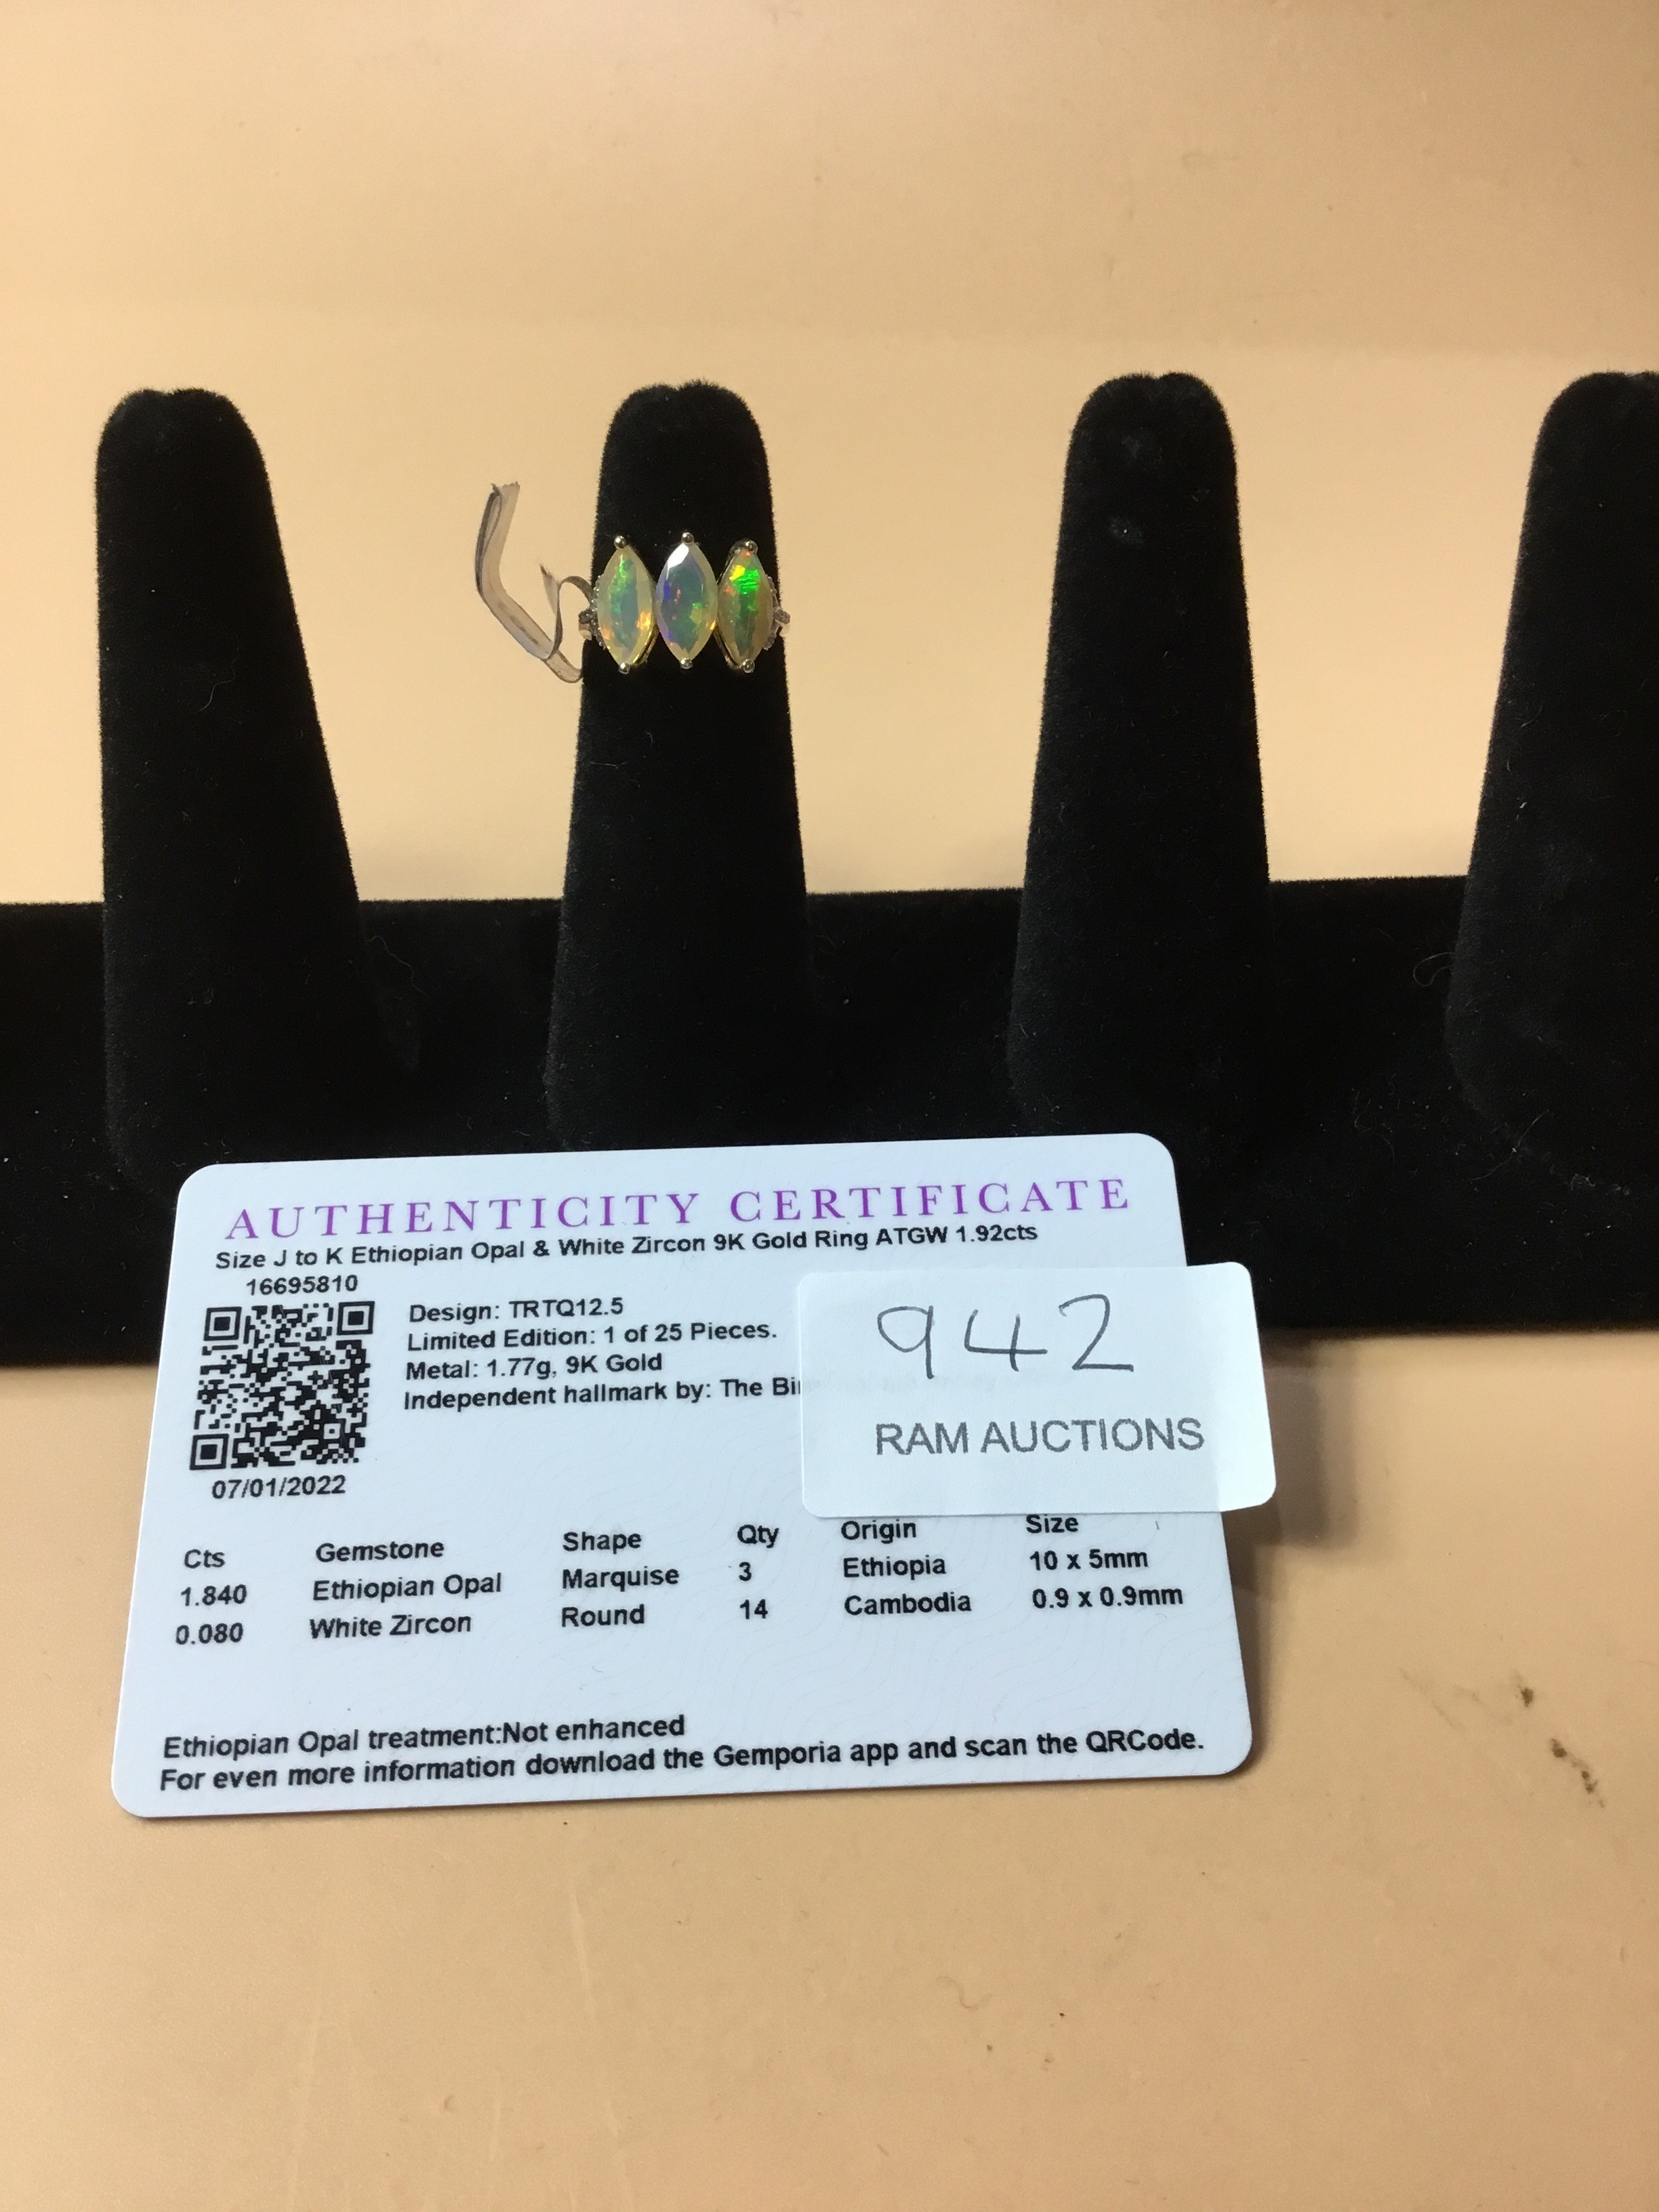 AUTHENTICITY CERTIFICATE
Size J to K Ethiopian Opal & White Zircon 9K Gold Ring ATGW 1.92cts
16695810
Design: TRTQ12.5
Limited Edition: 1 of 25 Pieces.
Metal: 1.77g, 9K Gold
Independent hallmark by: The
07/01/2022
942
RAM AUCTIONS
Cts Gemstone Shape Qty Origin Size
1.840 Ethiopian Opal Marquise 3 Ethiopia 10 x 5mm
0.080 White Zircon Round 14 Cambodia 0.9 x 0.9mm
Ethiopian Opal treatment:Not enhanced
For even more information download the Gemporia app and scan the QRCode.